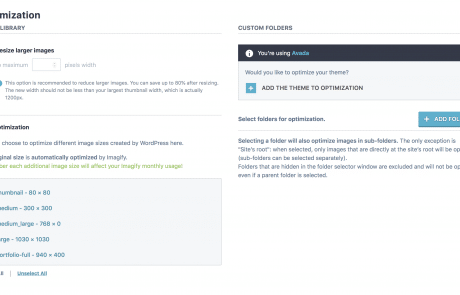 mization
LIBRARY
esize larger images
maximum
pixels width
This option is recommended to reduce larger images. You can save up to 80% after resizing.
The new width should not be less than your largest thumbnail width, which is actually
1200px.
timization
choose to optimize different image sizes created by WordPress here.
ginal size is automatically optimized by Imagify.
er each additional image size will affect your Imagify monthly usage!
humbnail - 80 × 80
nedium - 300 × 300
nedium_large - 768 × 0
arge - 1030 × 1030
ortfolio-full - 940 × 400
Unselect All
CUSTOM FOLDERS
You're using Avada
Would you like to optimize your theme?
+ ADD THE THEME TO OPTIMIZATION
Select folders for optimization.
+ ADD FOL
Selecting a folder will also optimize images in sub-folders. The only exception is
"Site's root": when selected, only images that are directly at the site's root will be op
(sub-folders can be selected separately).
Folders that are hidden in the folder selector window are excluded and will not be op
even if a parent folder is selected.